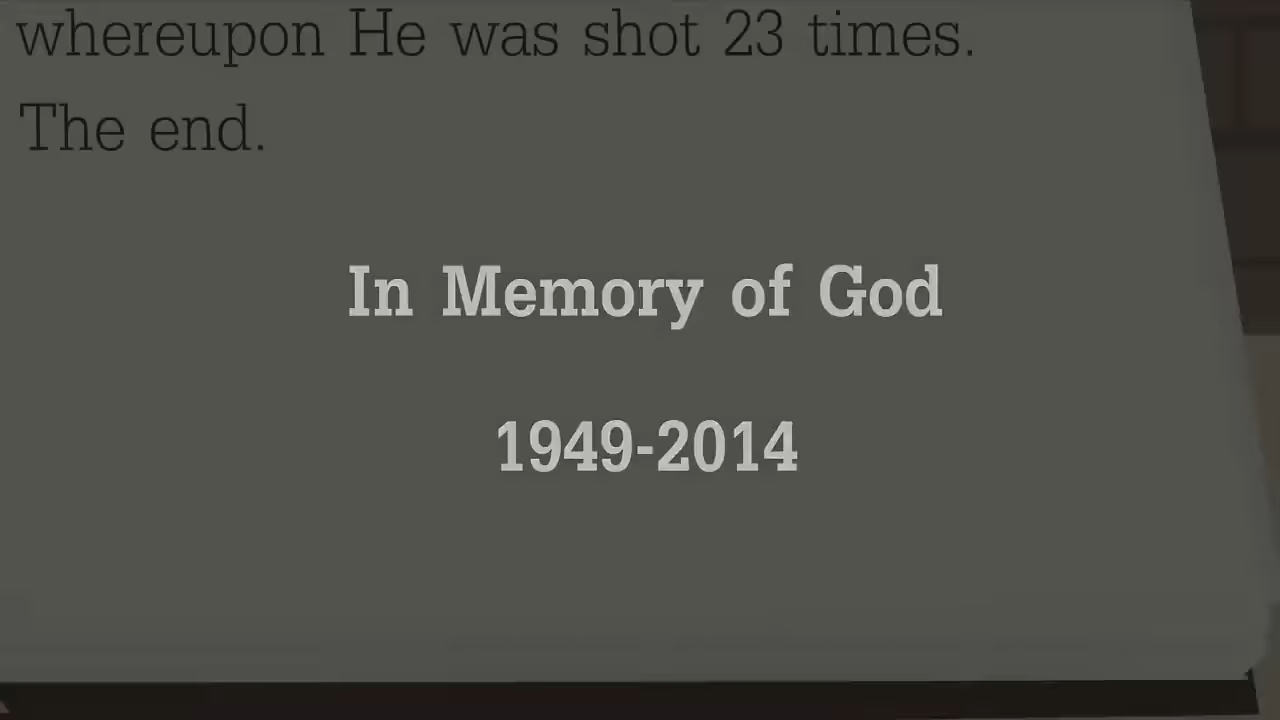 whereupon He was shot 23 times.
The end.
In Memory of God
1949-2014